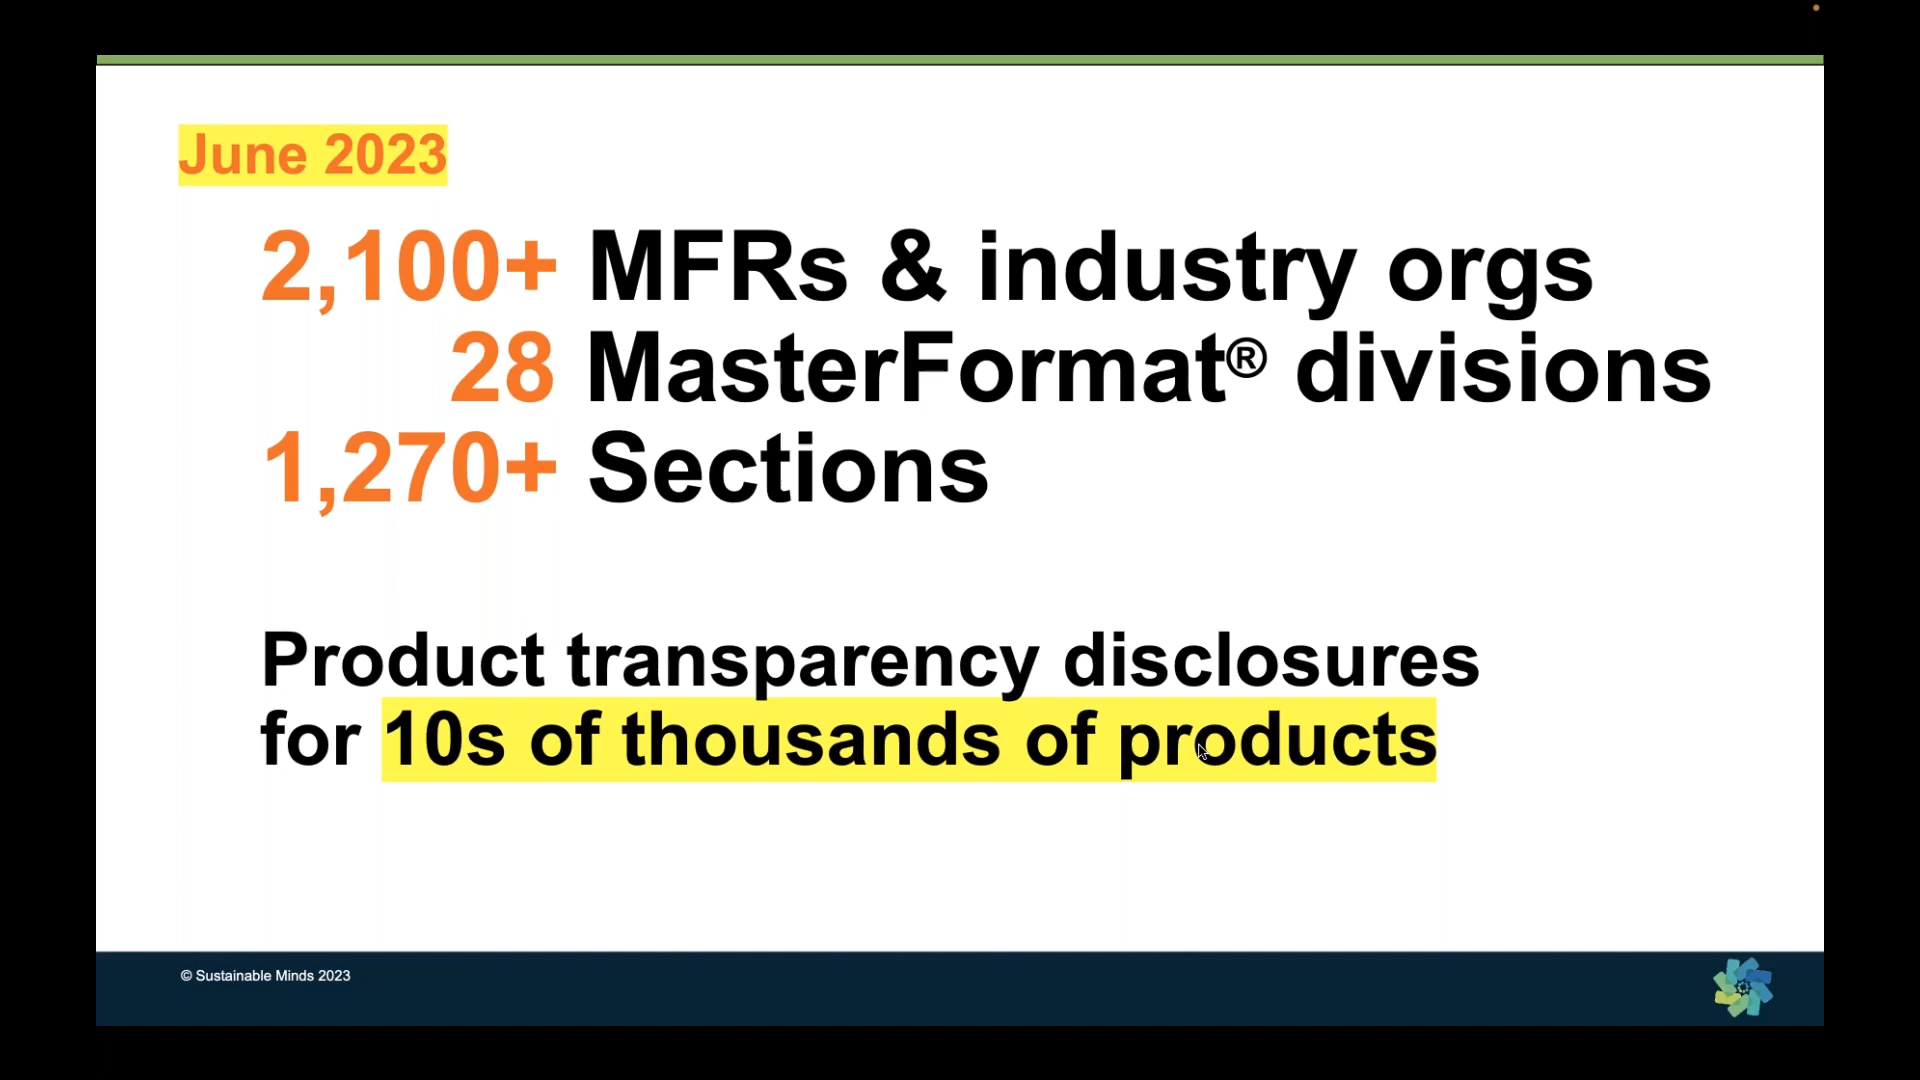 June 2023
2,100+ MFRs & industry orgs
28 MasterFormat® divisions
1,270+ Sections
Product transparency disclosures
for 10s of thousands of products
© Sustainable Minds 2023